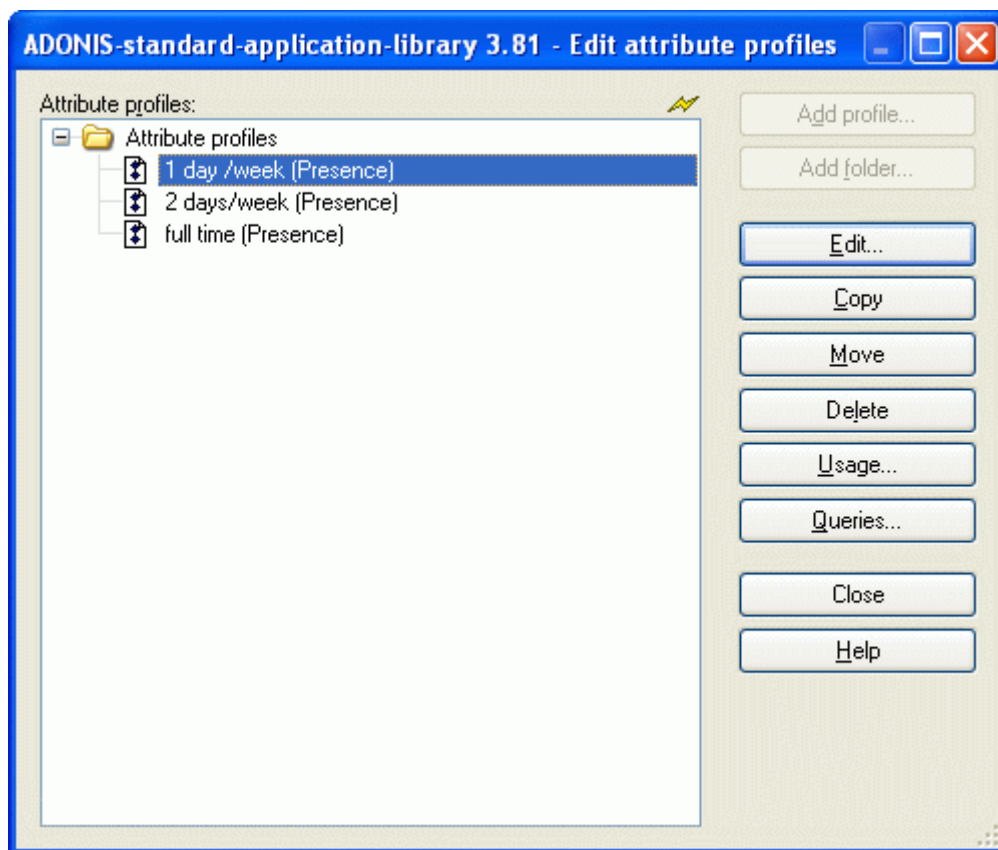 ADONIS-standard-application-library 3.81 - Edit attribute profiles
Attribute profiles:
Attribute profiles
1 day /week (Presence)
2 days/week (Presence)
full time (Presence)
Add profile...
Add folder...
Edit...
Copy
Move
Delete
Usage...
Queries...
Close
Help